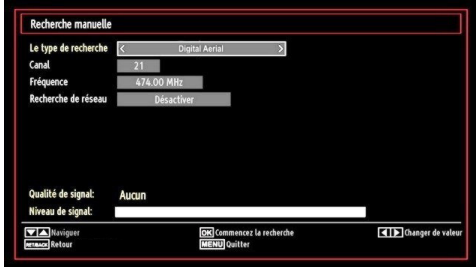 Recherche manuelle
Le type de recherche < Digital Aerial >
Canal 21
Fréquence 474.00 MHz
Recherche de réseau Désactiver
Qualité de signal: Aucun
Niveau de signal:
Naviguer OK Commencez la recherche Changer de valeur
Retour MENU Quitter